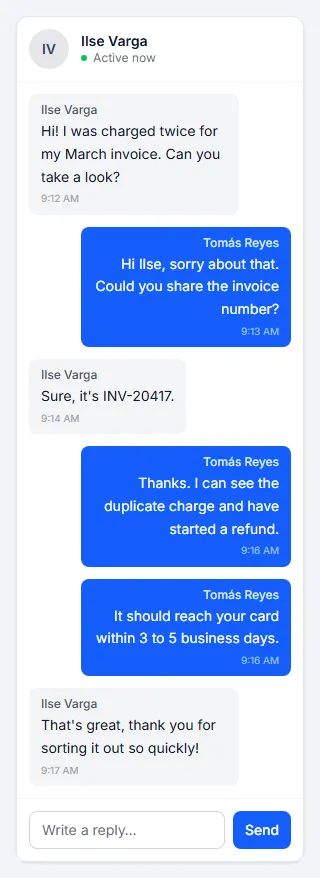 IV
Ilse Varga
Active now
Ilse Varga
Hi! I was charged twice for
my March invoice. Can you
take a look?
9:12 AM
Tomás Reyes
Hi Ilse, sorry about that.
Could you share the invoice
number?
9:13 AM
Ilse Varga
Sure, it's INV-20417.
9:14 AM
Tomás Reyes
Thanks. I can see the
duplicate charge and have
started a refund.
9:16 AM
Tomás Reyes
It should reach your card
within 3 to 5 business days.
9:16 AM
Ilse Varga
That's great, thank you for
sorting it out so quickly!
9:17 AM
Write a reply...
Send